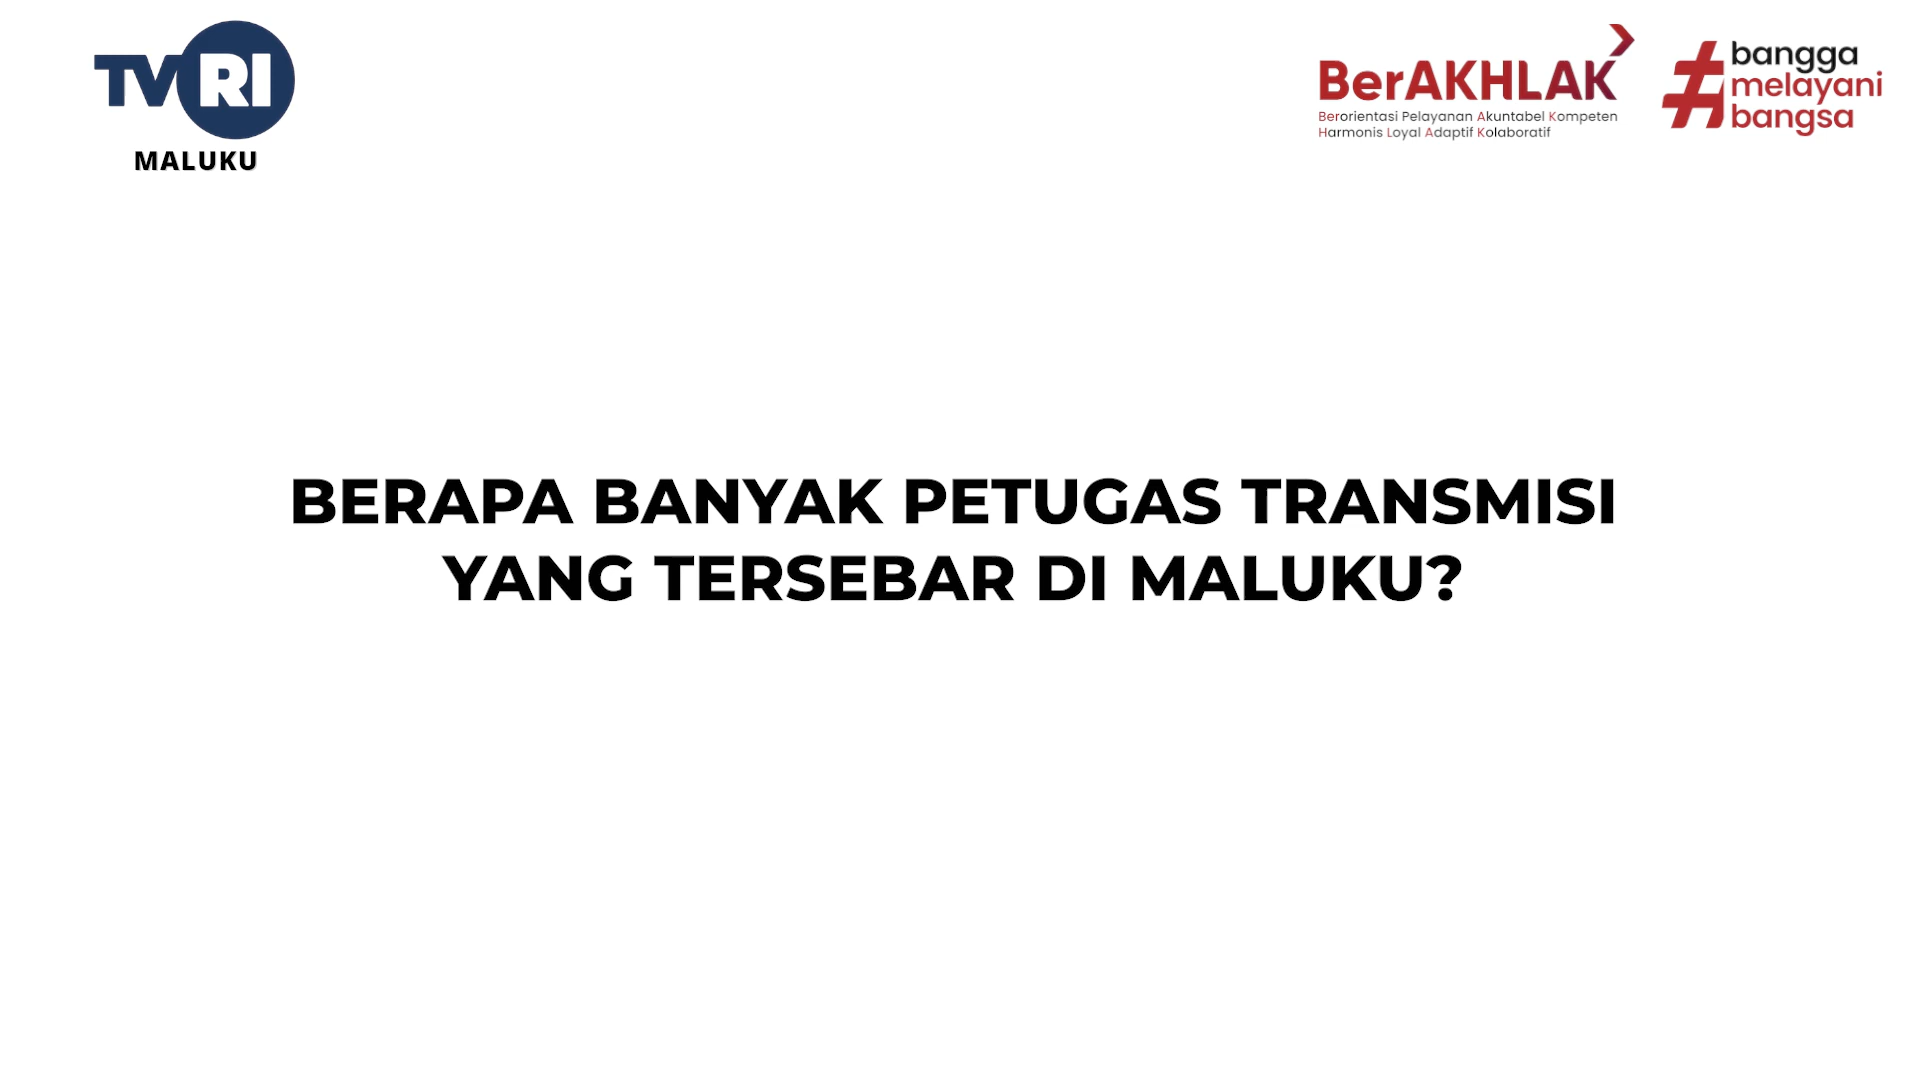 TVRI
MALUKU
BerAKHLAK
Berorientasi Pelayanan Akuntabel Kompeten
Harmonis Loyal Adaptif Kolaboratif
#bangga
melayani
bangsa
BERAPA BANYAK PETUGAS TRANSMISI
YANG TERSEBAR DI MALUKU?